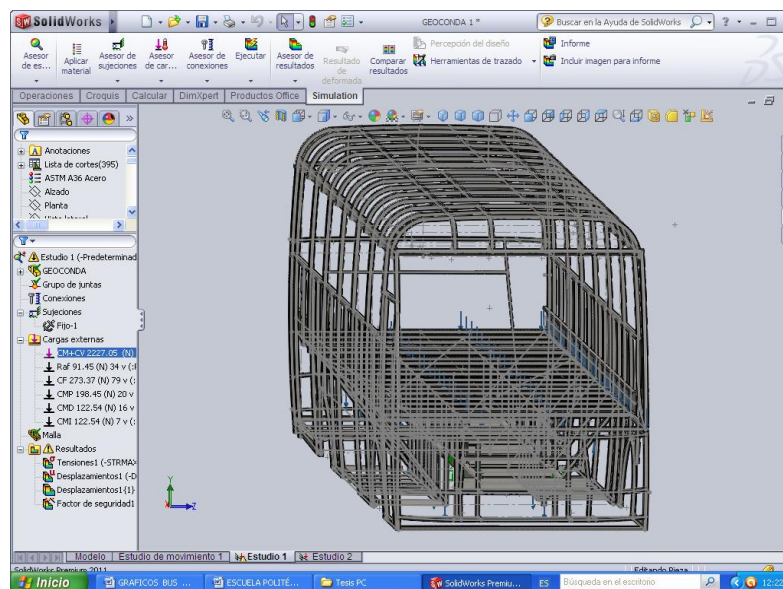 SolidWorks
GEOCONDA 1 *
Buscar en la Ayuda de SolidWorks
Asesor de es...
Aplicar material
Asesor de sujeciones
Asesor de car...
Asesor de conexiones
Ejecutar
Asesor de resultados
Resultado de deformada
Comparar resultados
Percepción del diseño
Herramientas de trazado
Informe
Incluir imagen para informe
Operaciones Croquis Calcular DimXpert Productos Office Simulation
Anotaciones
Lista de cortes(395)
ASTM A36 Acero
Alzado
Planta
Vista lateral
Estudio 1 (-Predeterminad
GEOCONDA
Grupo de juntas
Conexiones
Sujeciones
Fijo-1
Cargas externas
CM+CV 2227.05 (N)
Raf 91.45 (N) 34 v (:
CF 273.37 (N) 79 v (:
CMP 198.45 (N) 20 v
CMD 122.54 (N) 16 v
CMI 122.54 (N) 7 v (:
Malla
Resultados
Tensiones1 (-STRMAX
Desplazamientos1 (-D
Desplazamientos1{1}
Factor de seguridad1
Y
Z
Modelo Estudio de movimiento 1 Estudio 1 Estudio 2
SolidWorks Premium 2011
Editando Pieza
Inicio
GRAFICOS BUS ...
ESCUELA POLITÉ...
Tesis PC
SolidWorks Premiu...
ES
Búsqueda en el escritorio
12:22